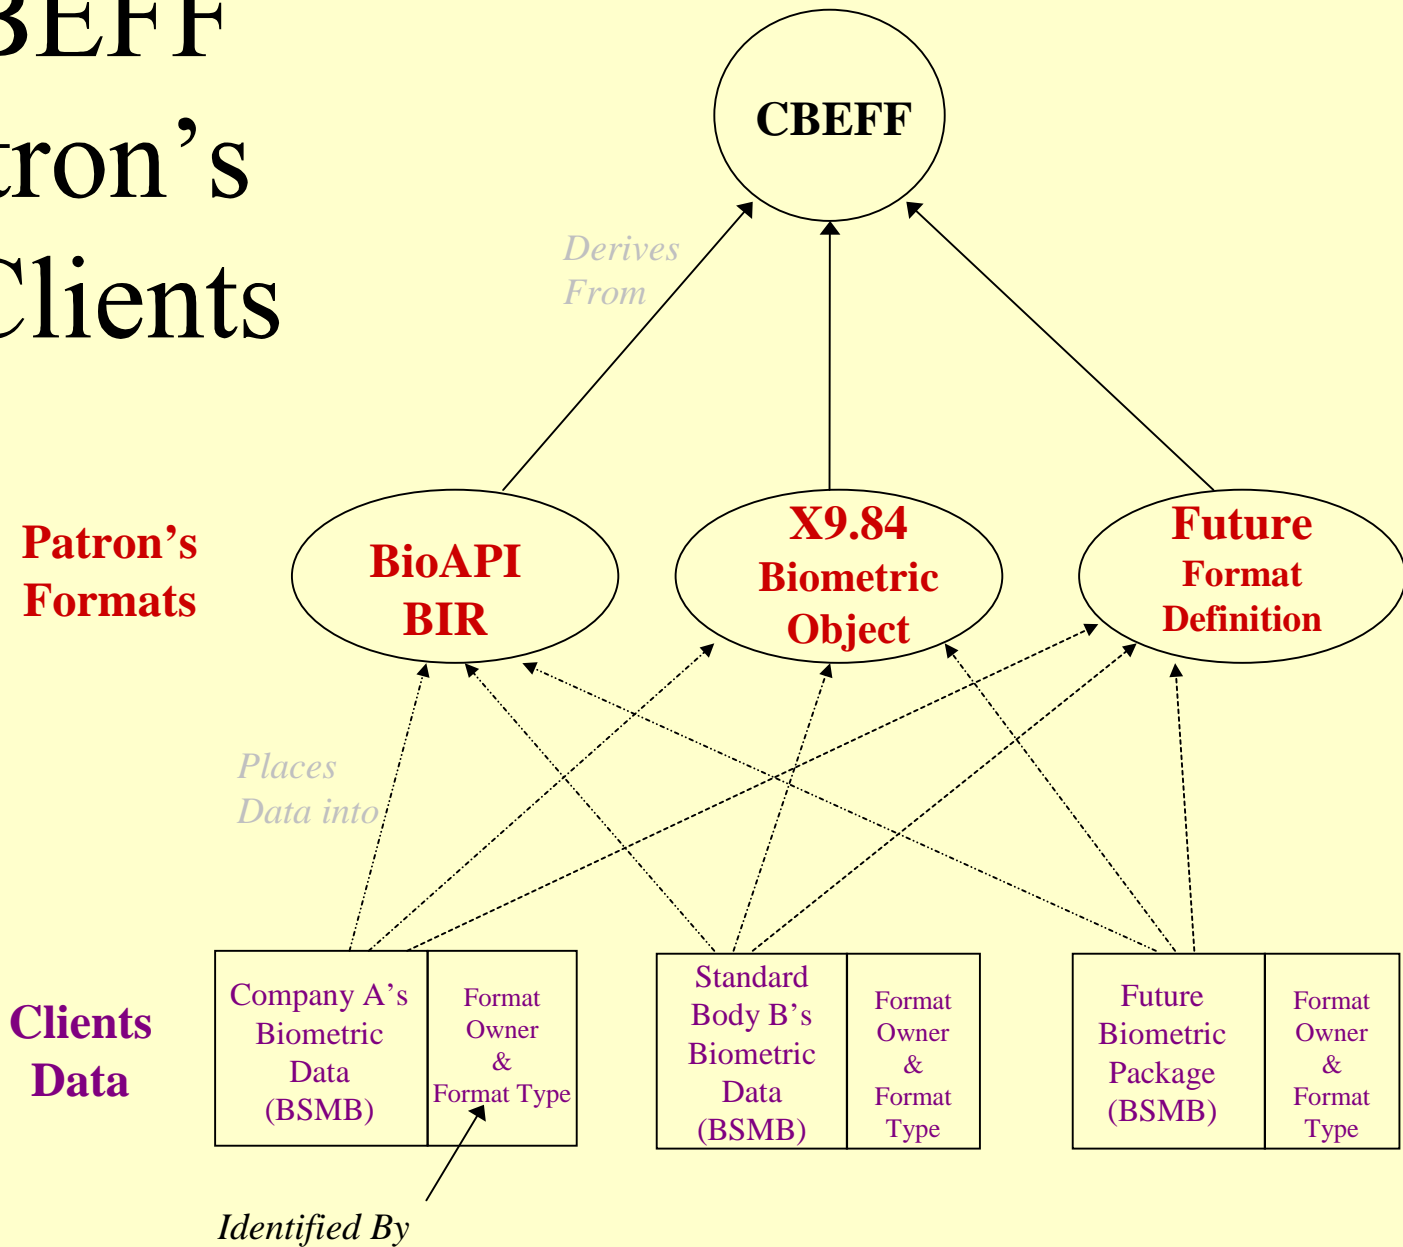 BEFF
tron’s
Clients
CBEFF
Derives
From
Patron’s
Formats
BioAPI
BIR
X9.84
Biometric
Object
Future
Format
Definition
Places
Data into
Clients
Data
Company A’s
Biometric
Data
(BSMB)
Format
Owner
&
Format Type
Standard
Body B’s
Biometric
Data
(BSMB)
Format
Owner
&
Format
Type
Future
Biometric
Package
(BSMB)
Format
Owner
&
Format
Type
Identified By